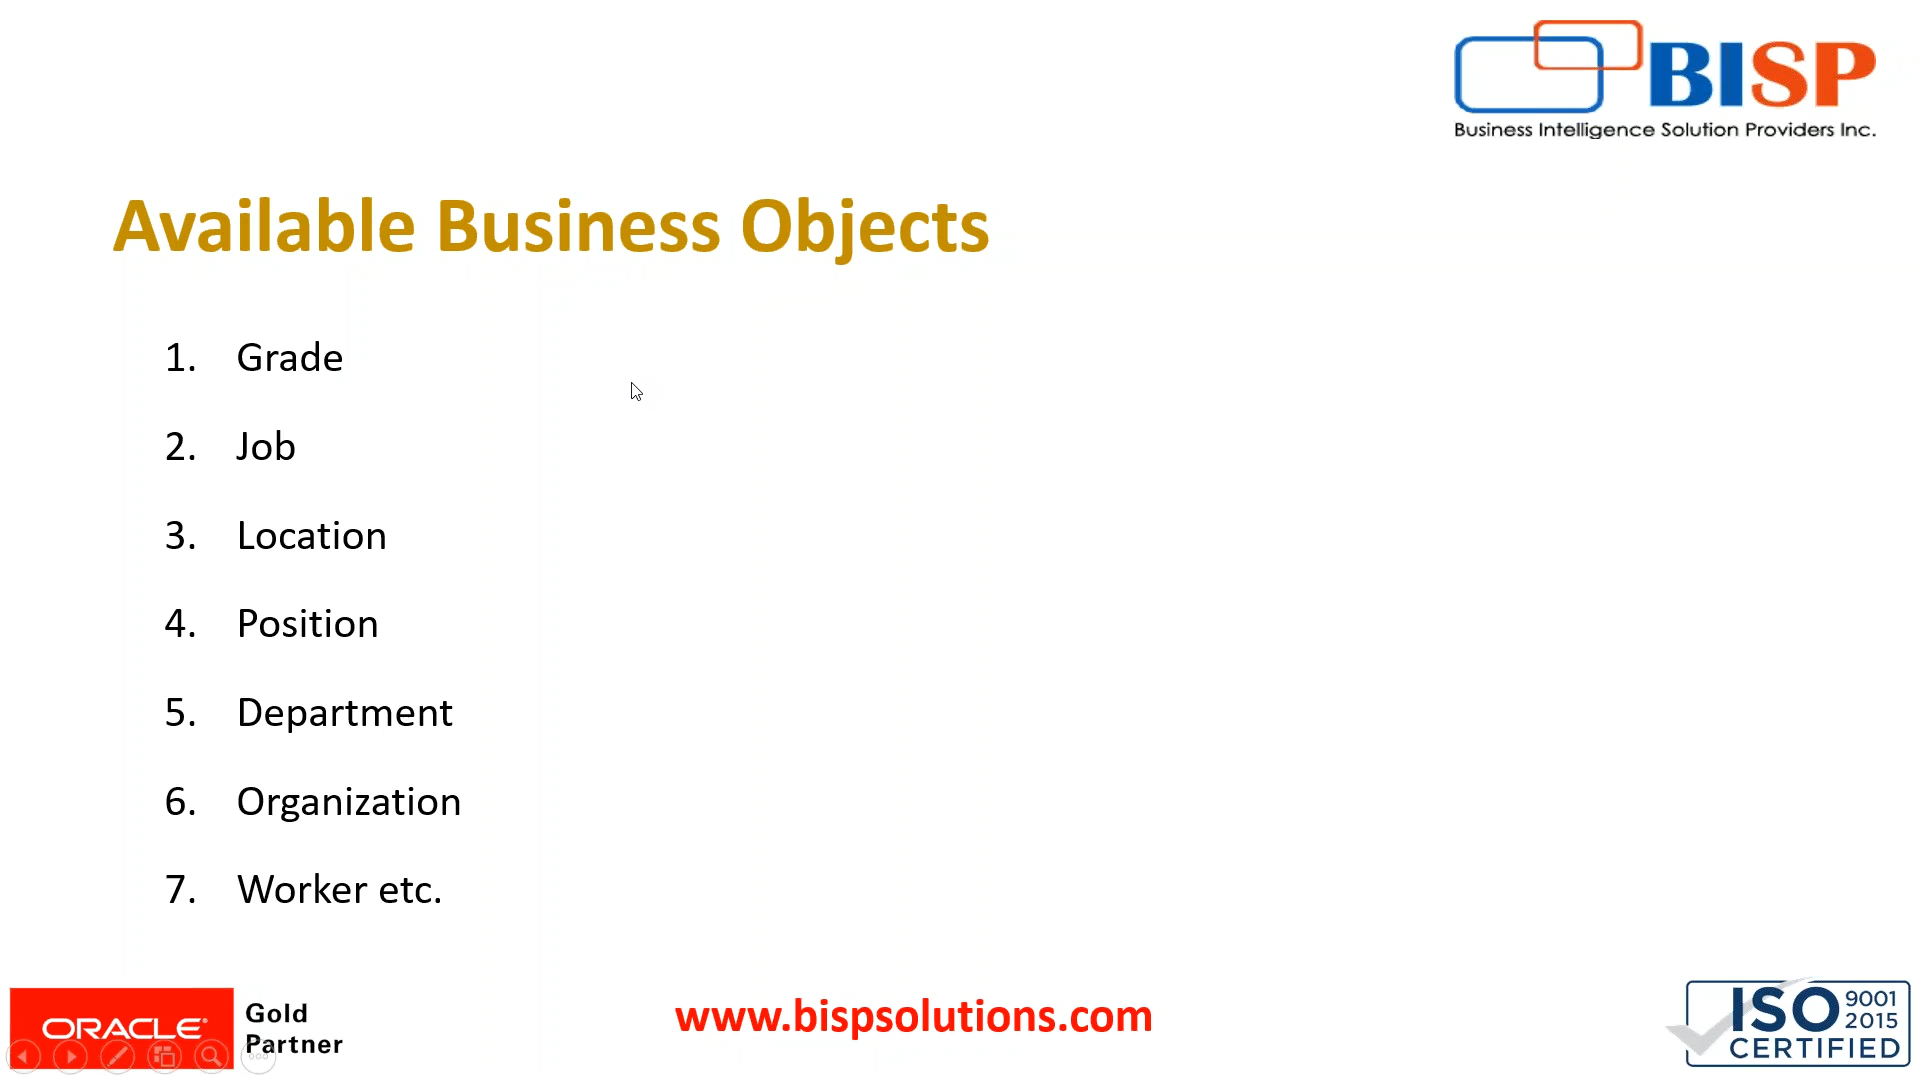 BISP
Business Intelligence Solution Providers Inc.
Available Business Objects
1. Grade
2. Job
3. Location
4. Position
5. Department
6. Organization
7. Worker etc.
ORACLE
Gold
Partner
www.bispsolutions.com
ISO 9001
2015
CERTIFIED